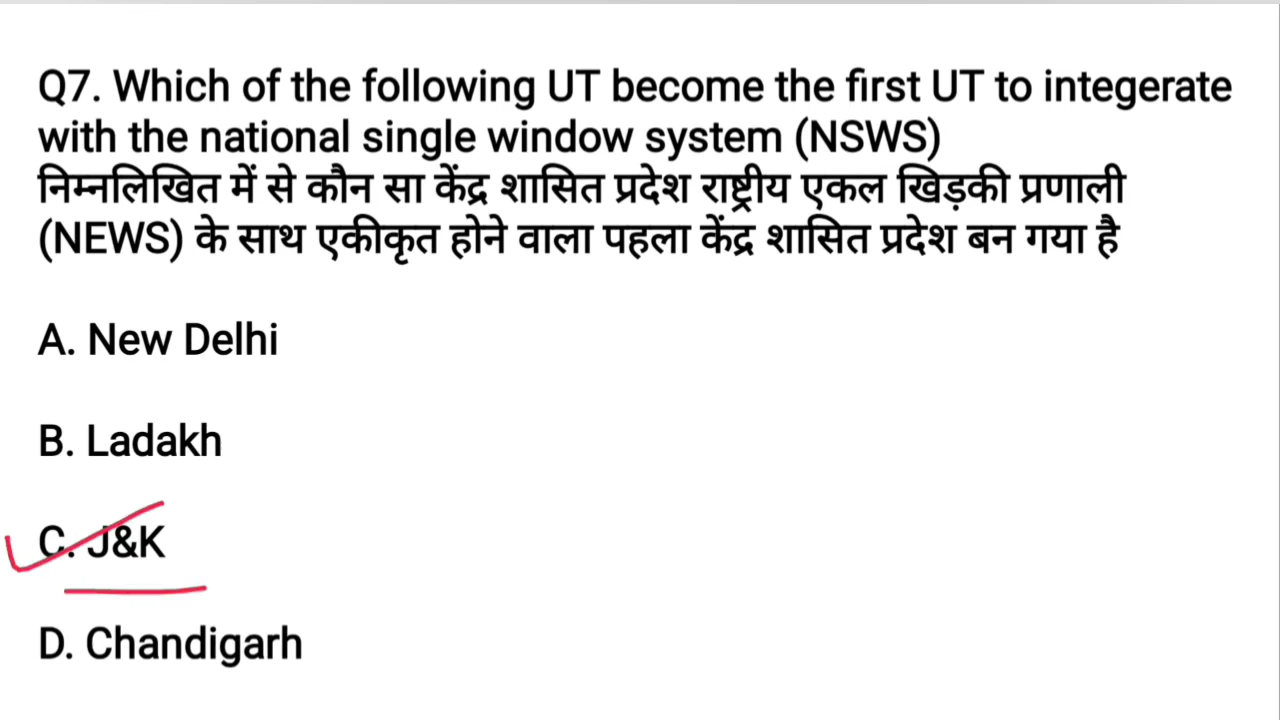 Q7. Which of the following UT become the first UT to integerate
with the national single window system (NSWS)
निम्नलिखित में से कौन सा केंद्र शासित प्रदेश राष्ट्रीय एकल खिड़की प्रणाली
(NEWS) के साथ एकीकृत होने वाला पहला केंद्र शासित प्रदेश बन गया है
A. New Delhi
B. Ladakh
C. J&K
D. Chandigarh